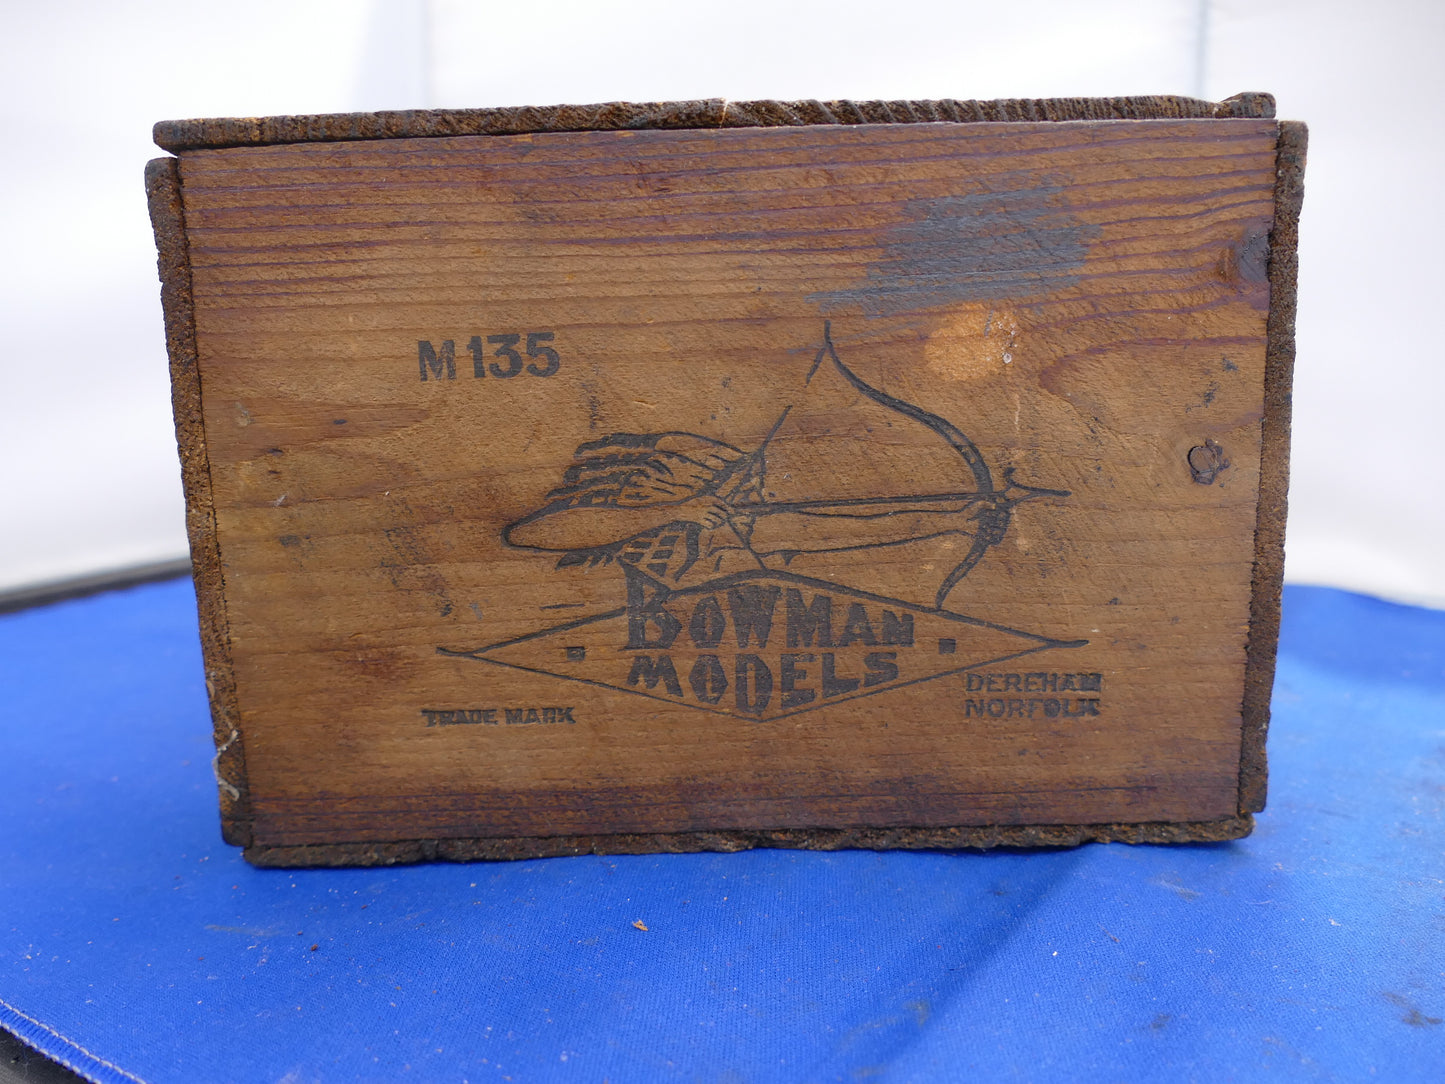 M135
BOWMAN
MODELS
TRADE MARK
DEREHAM
NORFOLK